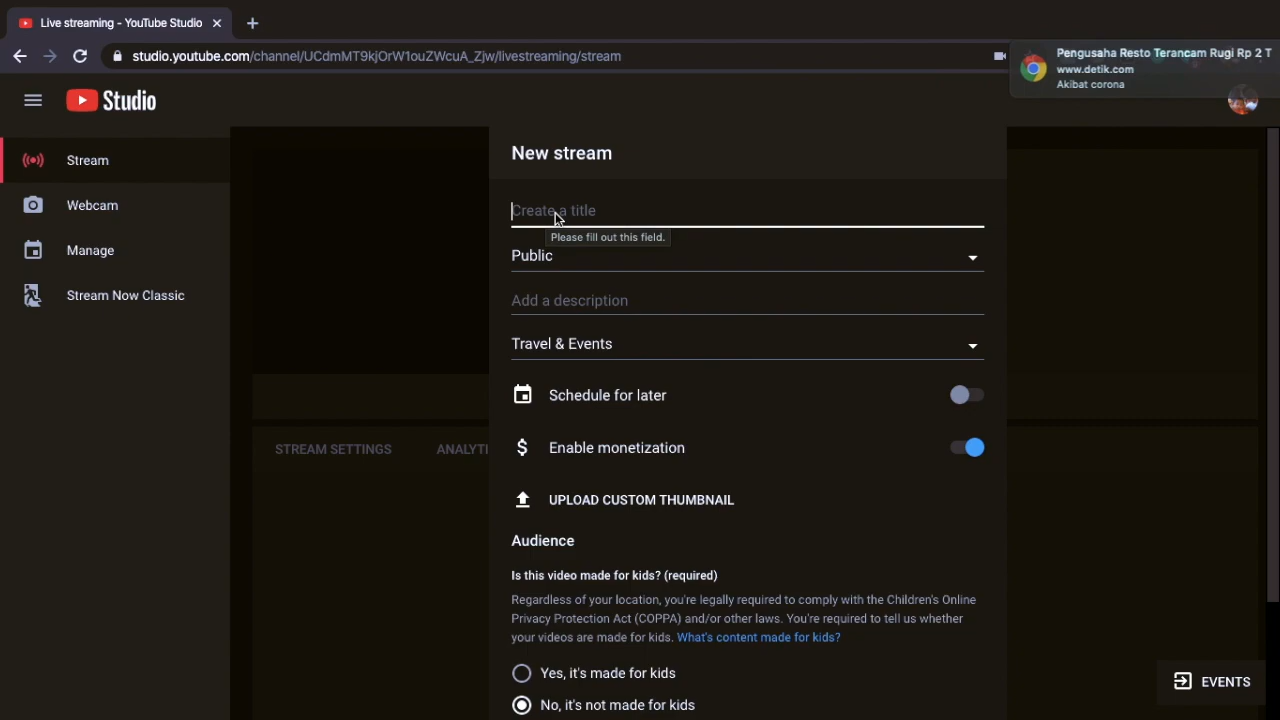 Live streaming - YouTube Studio
studio.youtube.com/channel/UCdmMT9kjOrW1ouZWcuA_Zjw/livestreaming/stream
Pengusaha Resto Terancam Rugi Rp 2 T
www.detik.com
Akibat corona
Studio
Stream
Webcam
Manage
Stream Now Classic
New stream
Create a title
Please fill out this field.
Public
Add a description
Travel & Events
Schedule for later
STREAM SETTINGS
ANALYTI
Enable monetization
UPLOAD CUSTOM THUMBNAIL
Audience
Is this video made for kids? (required)
Regardless of your location, you're legally required to comply with the Children's Online
Privacy Protection Act (COPPA) and/or other laws. You're required to tell us whether
your videos are made for kids. What's content made for kids?
Yes, it's made for kids
No, it's not made for kids
EVENTS